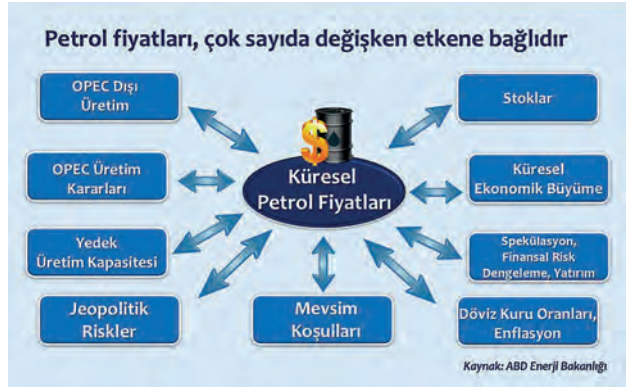 Petrol fiyatları, çok sayıda değişken etkene bağlıdır
OPEC Dışı
Üretim
Stoklar
$
OPEC Üretim
Kararları
Küresel
Petrol Fiyatları
Küresel
Ekonomik Büyüme
Yedek
Üretim Kapasitesi
Spekülasyon,
Finansal Risk
Dengeleme, Yatırım
Jeopolitik
Riskler
Mevsim
Koşulları
Döviz Kuru Oranları,
Enflasyon
Kaynak: ABD Enerji Bakanlığı